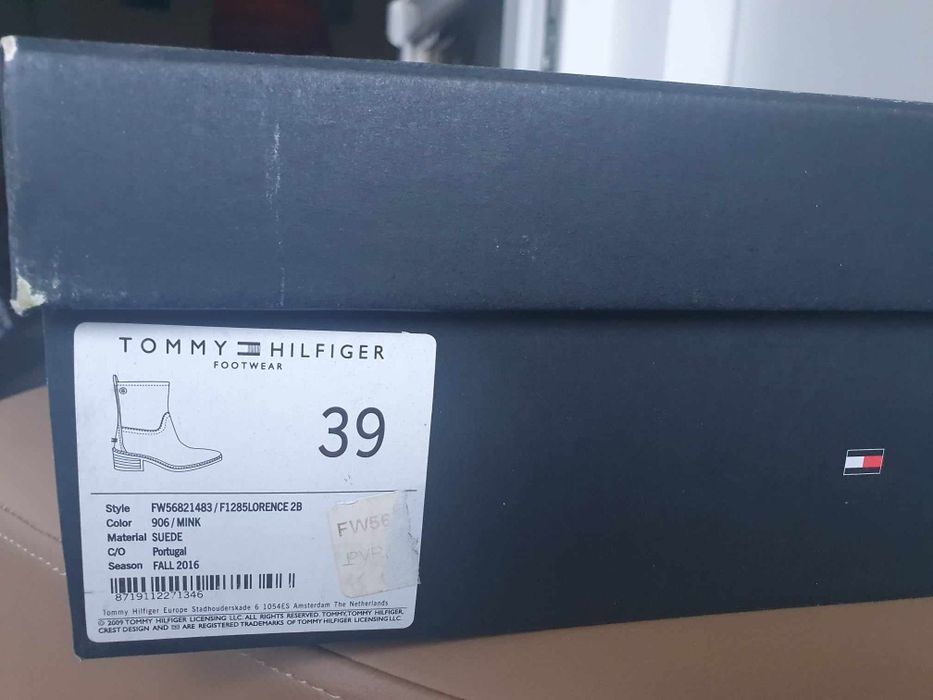 TOMMY HILFIGER
FOOTWEAR
39
Style FW56821483 / F1285LORENCE 2B
Color 906 / MINK
Material SUEDE
C/O Portugal
Season FALL 2016
FW56
8719112271346
Tommy Hilfiger Europe Stadhouderskade 6 1054ES Amsterdam The Netherlands
© 2009 TOMMY HILFIGER LICENSING LLC. ALL RIGHTS RESERVED. TOMMY, TOMMY HILFIGER,
CREST DESIGN AND ARE REGISTERED TRADEMARKS OF TOMMY HILFIGER LICENSING LLC.